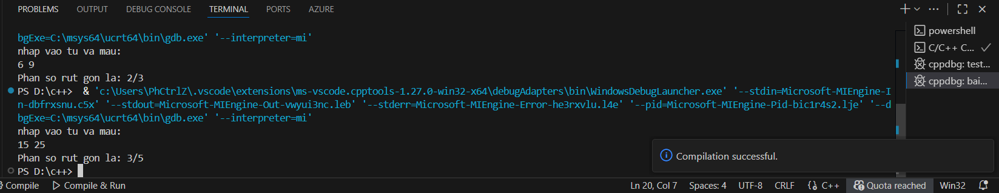 PROBLEMS OUTPUT DEBUG CONSOLE TERMINAL PORTS AZURE
bgExe=C:\msys64\ucrt64\bin\gdb.exe' '--interpreter=mi'
nhap vao tu va mau:
6 9
Phan so rut gon la: 2/3
PS D:\c++>  & 'c:\Users\PhCtrlZ\.vscode\extensions\ms-vscode.cpptools-1.27.0-win32-x64\debugAdapters\bin\WindowsDebugLauncher.exe' '--stdin=Microsoft-MIEngine-I
n-dbfrxsnu.c5x' '--stdout=Microsoft-MIEngine-Out-vwyui3nc.leb' '--stderr=Microsoft-MIEngine-Error-he3rxvlu.l4e' '--pid=Microsoft-MIEngine-Pid-bic1r4s2.lje' '--d
bgExe=C:\msys64\ucrt64\bin\gdb.exe' '--interpreter=mi'
nhap vao tu va mau:
15 25
Phan so rut gon la: 3/5
PS D:\c++>
powershell
C/C++ C...
cppdbg: test...
cppdbg: bai...
Compilation successful.
Compile Compile & Run Ln 20, Col 7 Spaces: 4 UTF-8 CRLF C++ Quota reached Win32